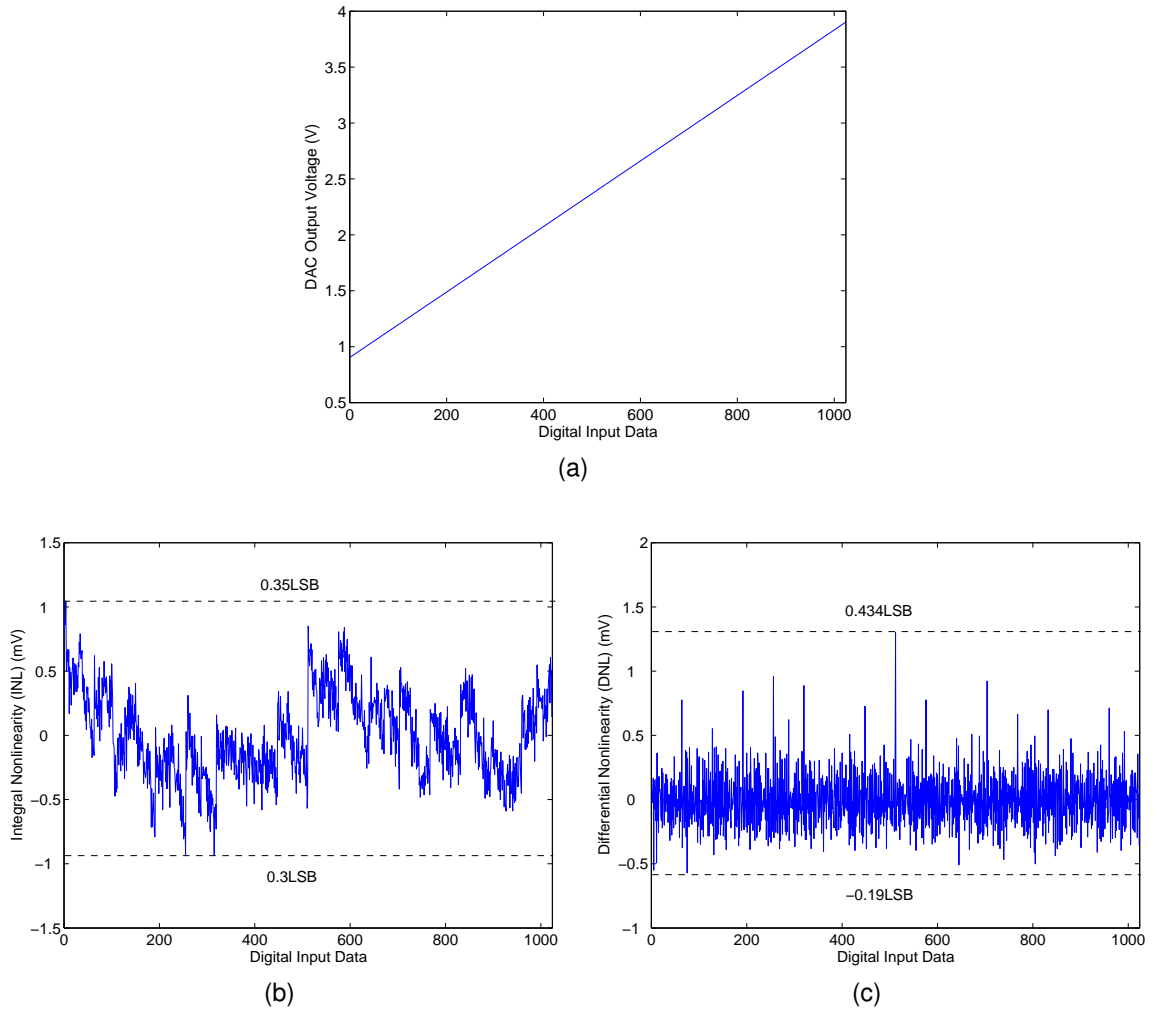 4
3.5
3
2.5
2
1.5
1
0.5
DAC Output Voltage (V)
0 200 400 600 800 1000
Digital Input Data
(a)
1.5
1
0.5
0
−0.5
−1
−1.5
Integral Nonlinearity (INL) (mV)
0.35LSB
0.3LSB
0 200 400 600 800 1000
Digital Input Data
(b)
2
1.5
1
0.5
0
−0.5
−1
Differential Nonlinearity (DNL) (mV)
0.434LSB
−0.19LSB
0 200 400 600 800 1000
Digital Input Data
(c)